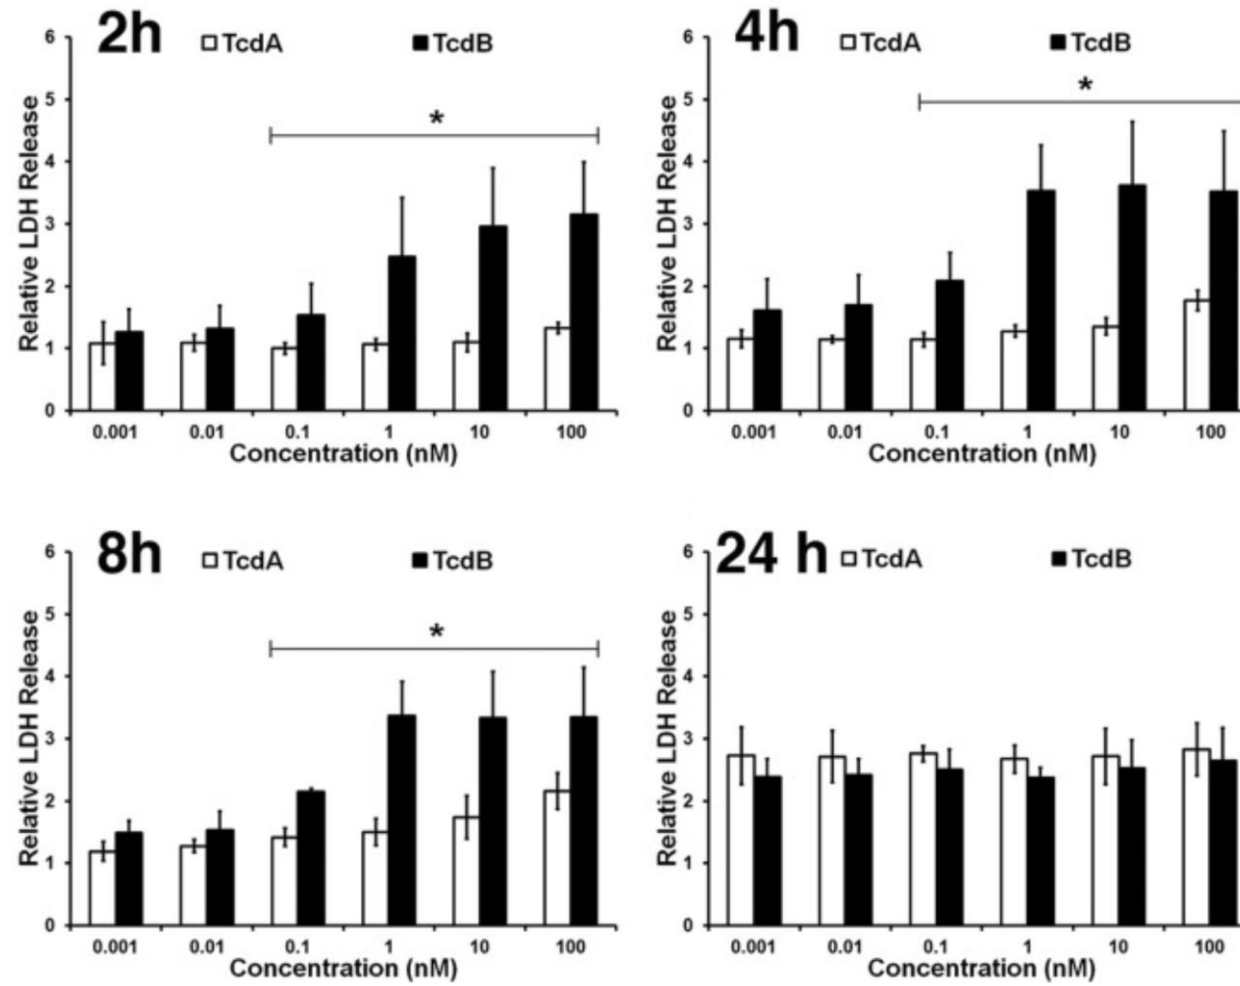 2h TcdA TcdB
6
5
4
3
2
1
0
Relative LDH Release
*
0.001 0.01 0.1 1 10 100
Concentration (nM)
4h TcdA TcdB
6
5
4
3
2
1
0
Relative LDH Release
*
0.001 0.01 0.1 1 10 100
Concentration (nM)
8h TcdA TcdB
6
5
4
3
2
1
0
Relative LDH Release
*
0.001 0.01 0.1 1 10 100
Concentration (nM)
24 h TcdA TcdB
6
5
4
3
2
1
0
Relative LDH Release
0.001 0.01 0.1 1 10 100
Concentration (nM)